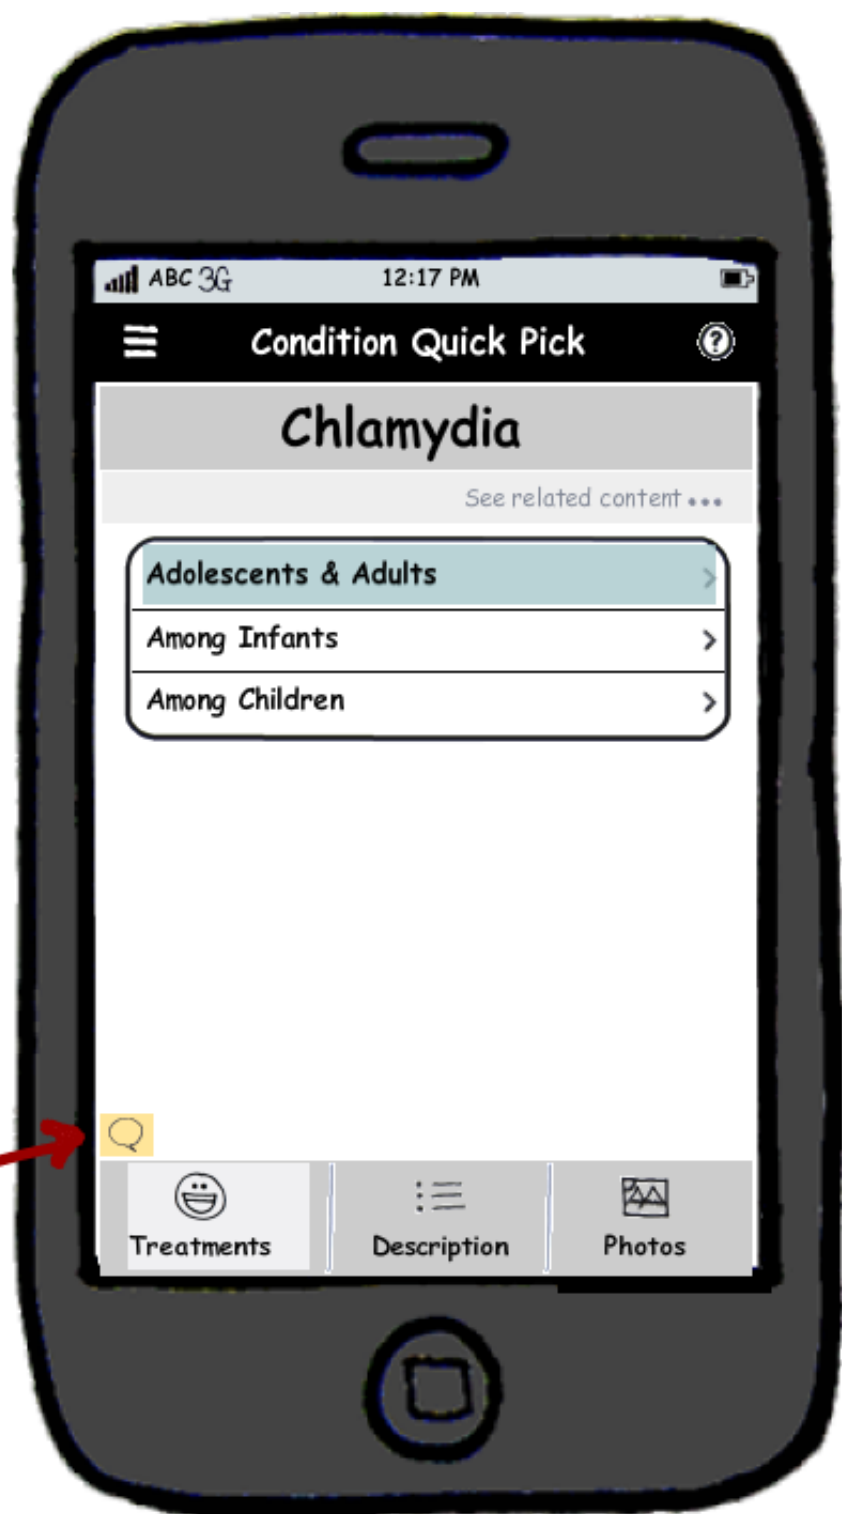 ABC 3G 12:17 PM
Condition Quick Pick ?
Chlamydia
See related content •••
Adolescents & Adults >
Among Infants >
Among Children >
Treatments Description Photos